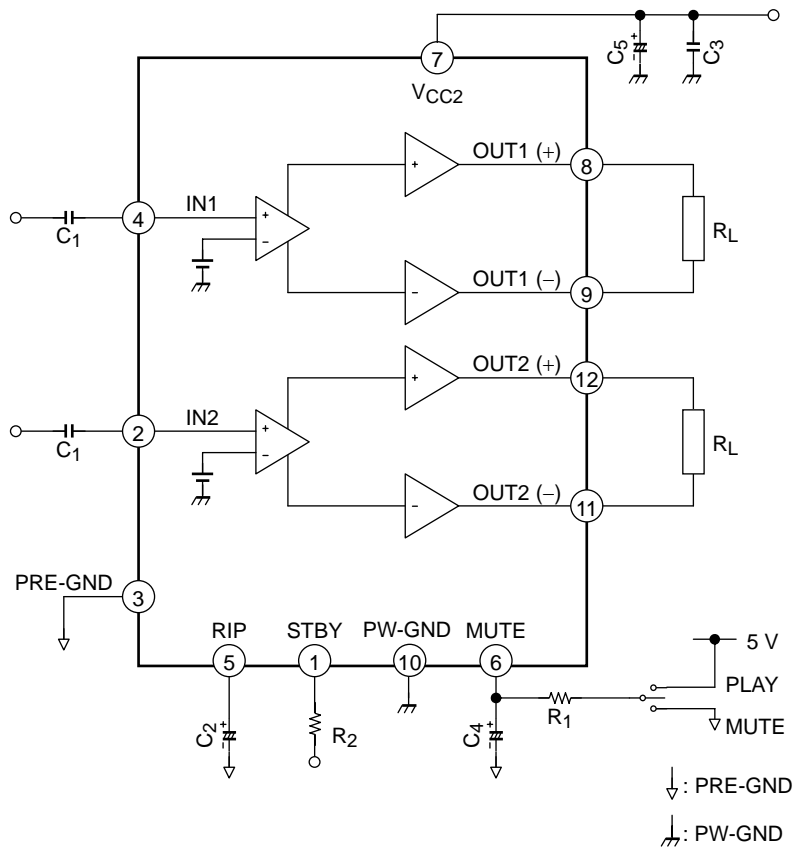 C5 + -
C3
7
VCC2
OUT1 (+)
+
8
IN1
4
C1
+
−
RL
OUT1 (−)
−
9
OUT2 (+)
+
12
IN2
2
C1
+
−
RL
OUT2 (−)
−
11
PRE-GND
3
RIP STBY PW-GND MUTE
5 1 10 6
5 V
PLAY
R1
MUTE
C2 + -
R2
C4 + -
: PRE-GND
: PW-GND